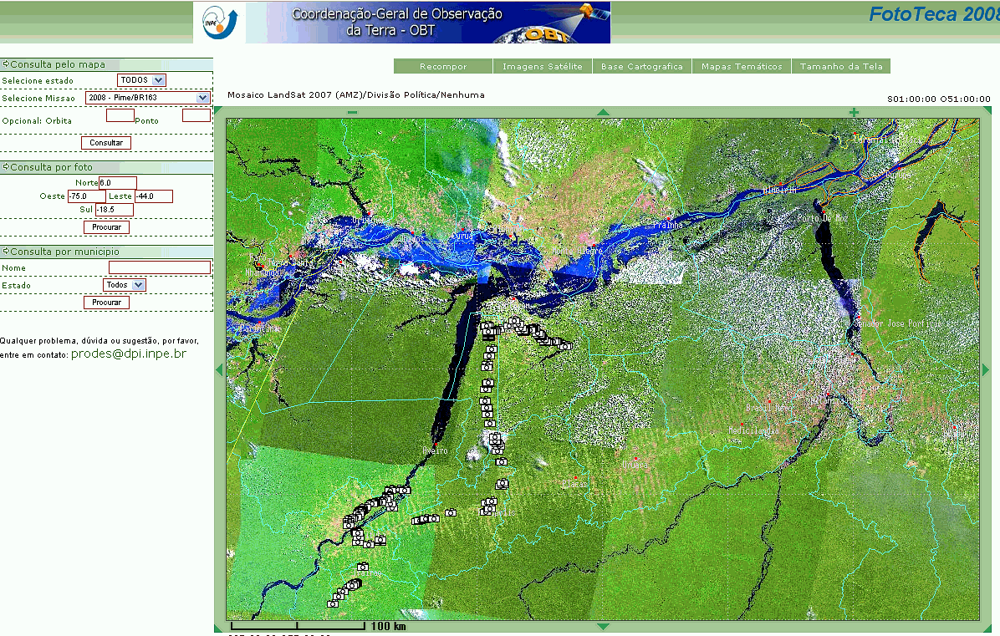 INPE
Coordenação-Geral de Observação
da Terra - OBT
OBT
FotoTeca 2008
Consulta pelo mapa
Selecione estado TODOS
Selecione Missao 2008 - Pime/BR163
Opcional: Orbita Ponto
Consultar
Consulta por foto
Norte 6.0
Oeste -75.0 Leste -44.0
Sul -18.5
Procurar
Consulta por municipio
Nome
Estado Todos
Procurar
Qualquer problema, dúvida ou sugestão, por favor,
entre em contato: prodes@dpi.inpe.br
Recompor Imagens Satélite Base Cartografica Mapas Temáticos Tamanho da Tela
Mosaico LandSat 2007 (AMZ)/Divisão Política/Nenhuma
S01:00:00 O51:00:00
Almeirim
Porto De Moz
Prainha
Monte Alegre
Senador Jose Porfirio
Medicilandia
Aveiro
Placas
100 km